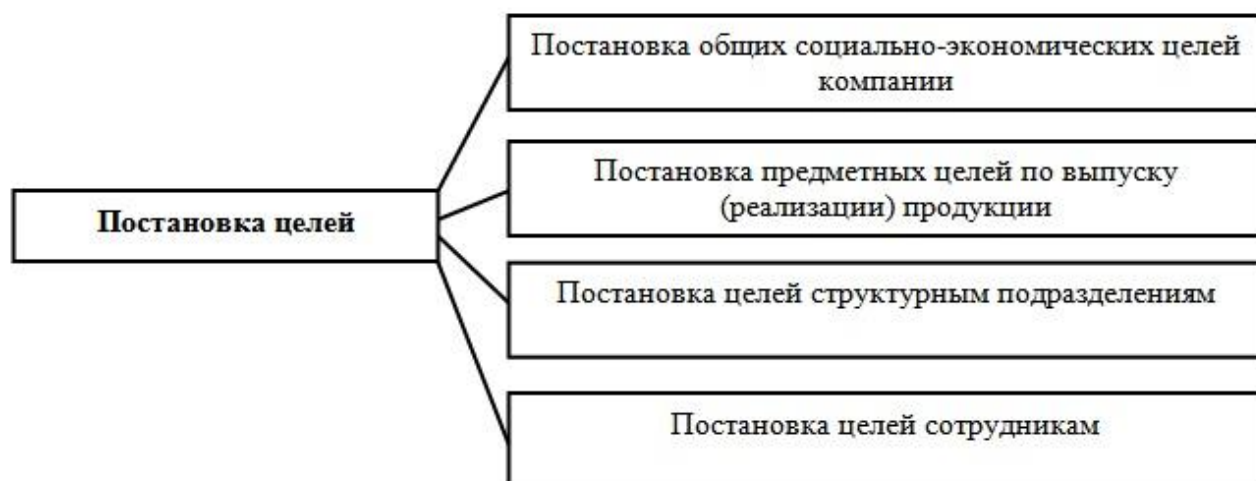 Постановка общих социально-экономических целей
компании
Постановка предметных целей по выпуску
(реализации) продукции
Постановка целей
Постановка целей структурным подразделениям
Постановка целей сотрудникам